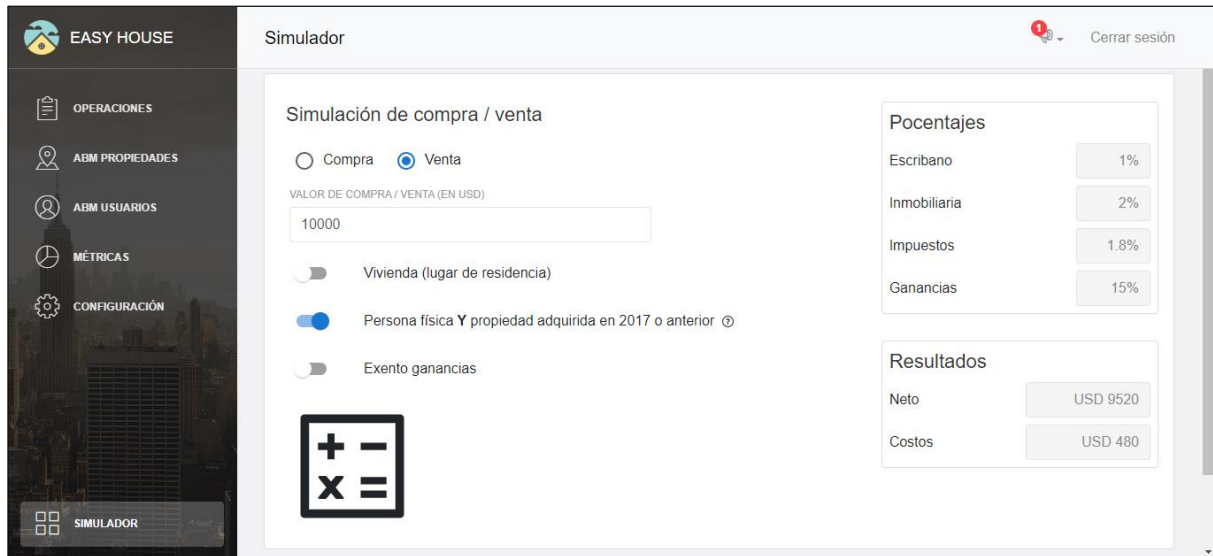 EASY HOUSE
Simulador
1
Cerrar sesión
OPERACIONES
ABM PROPIEDADES
ABM USUARIOS
MÉTRICAS
CONFIGURACIÓN
SIMULADOR
Simulación de compra / venta
Compra
Venta
VALOR DE COMPRA / VENTA (EN USD)
10000
Vivienda (lugar de residencia)
Persona física Y propiedad adquirida en 2017 o anterior ?
Exento ganancias
+ −
x =
Pocentajes
Escribano 1%
Inmobiliaria 2%
Impuestos 1.8%
Ganancias 15%
Resultados
Neto USD 9520
Costos USD 480